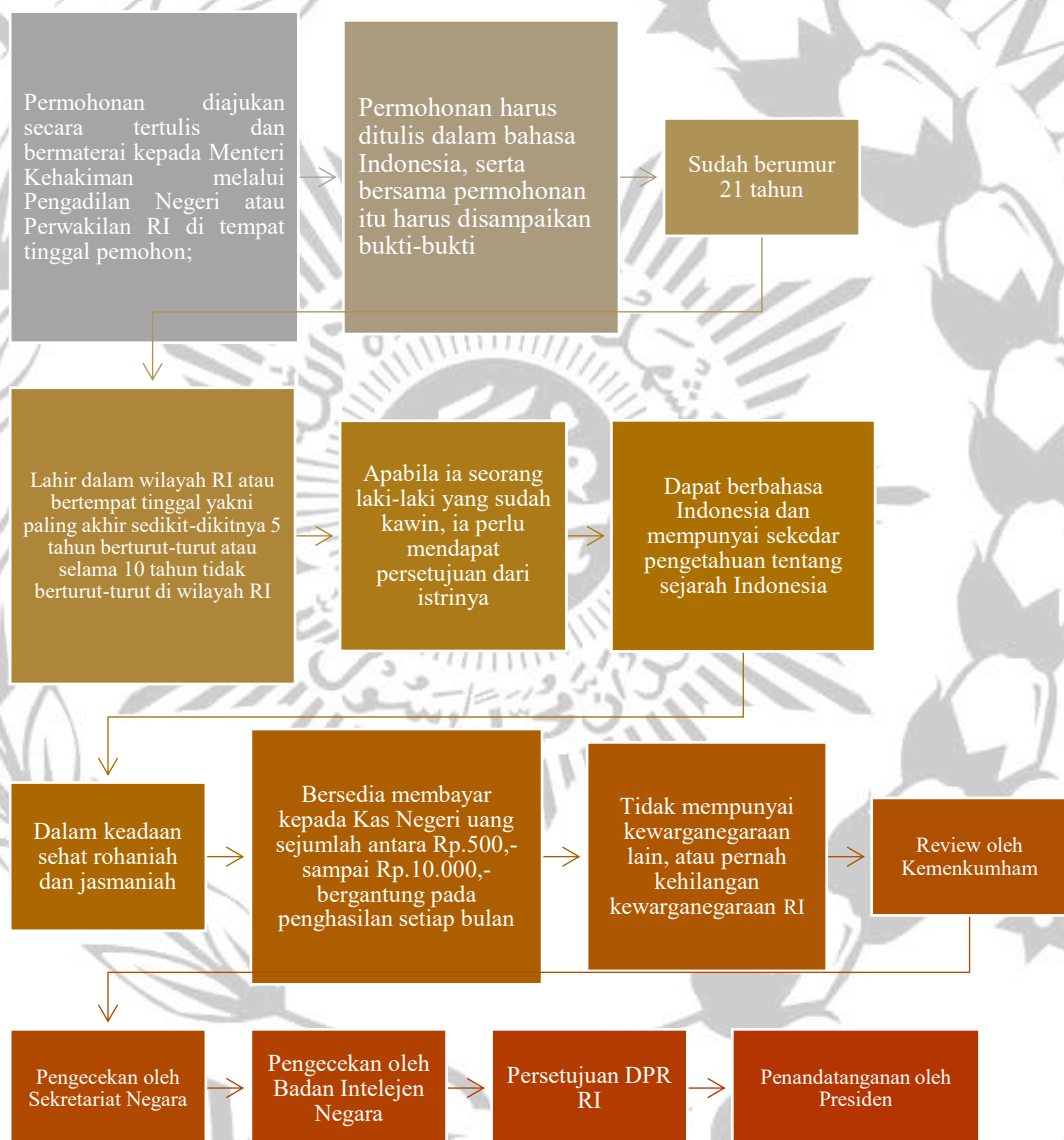 Permohonan diajukan
secara tertulis dan
bermaterai kepada Menteri
Kehakiman melalui
Pengadilan Negeri atau
Perwakilan RI di tempat
tinggal pemohon;
Permohonan harus
ditulis dalam bahasa
Indonesia, serta
bersama permohonan
itu harus disampaikan
bukti-bukti
Sudah berumur
21 tahun
Lahir dalam wilayah RI atau
bertempat tinggal yakni
paling akhir sedikit-dikitnya 5
tahun berturut-turut atau
selama 10 tahun tidak
berturut-turut di wilayah RI
Apabila ia seorang
laki-laki yang sudah
kawin, ia perlu
mendapat
persetujuan dari
istrinya
Dapat berbahasa
Indonesia dan
mempunyai sekedar
pengetahuan tentang
sejarah Indonesia
Dalam keadaan
sehat rohaniah
dan jasmaniah
Bersedia membayar
kepada Kas Negeri uang
sejumlah antara Rp.500,-
sampai Rp.10.000,-
bergantung pada
penghasilan setiap bulan
Tidak mempunyai
kewarganegaraan
lain, atau pernah
kehilangan
kewarganegaraan RI
Review oleh
Kemenkumham
Pengecekan oleh
Sekretariat Negara
Pengecekan oleh
Badan Intelejen
Negara
Persetujuan DPR
RI
Penandatanganan oleh
Presiden